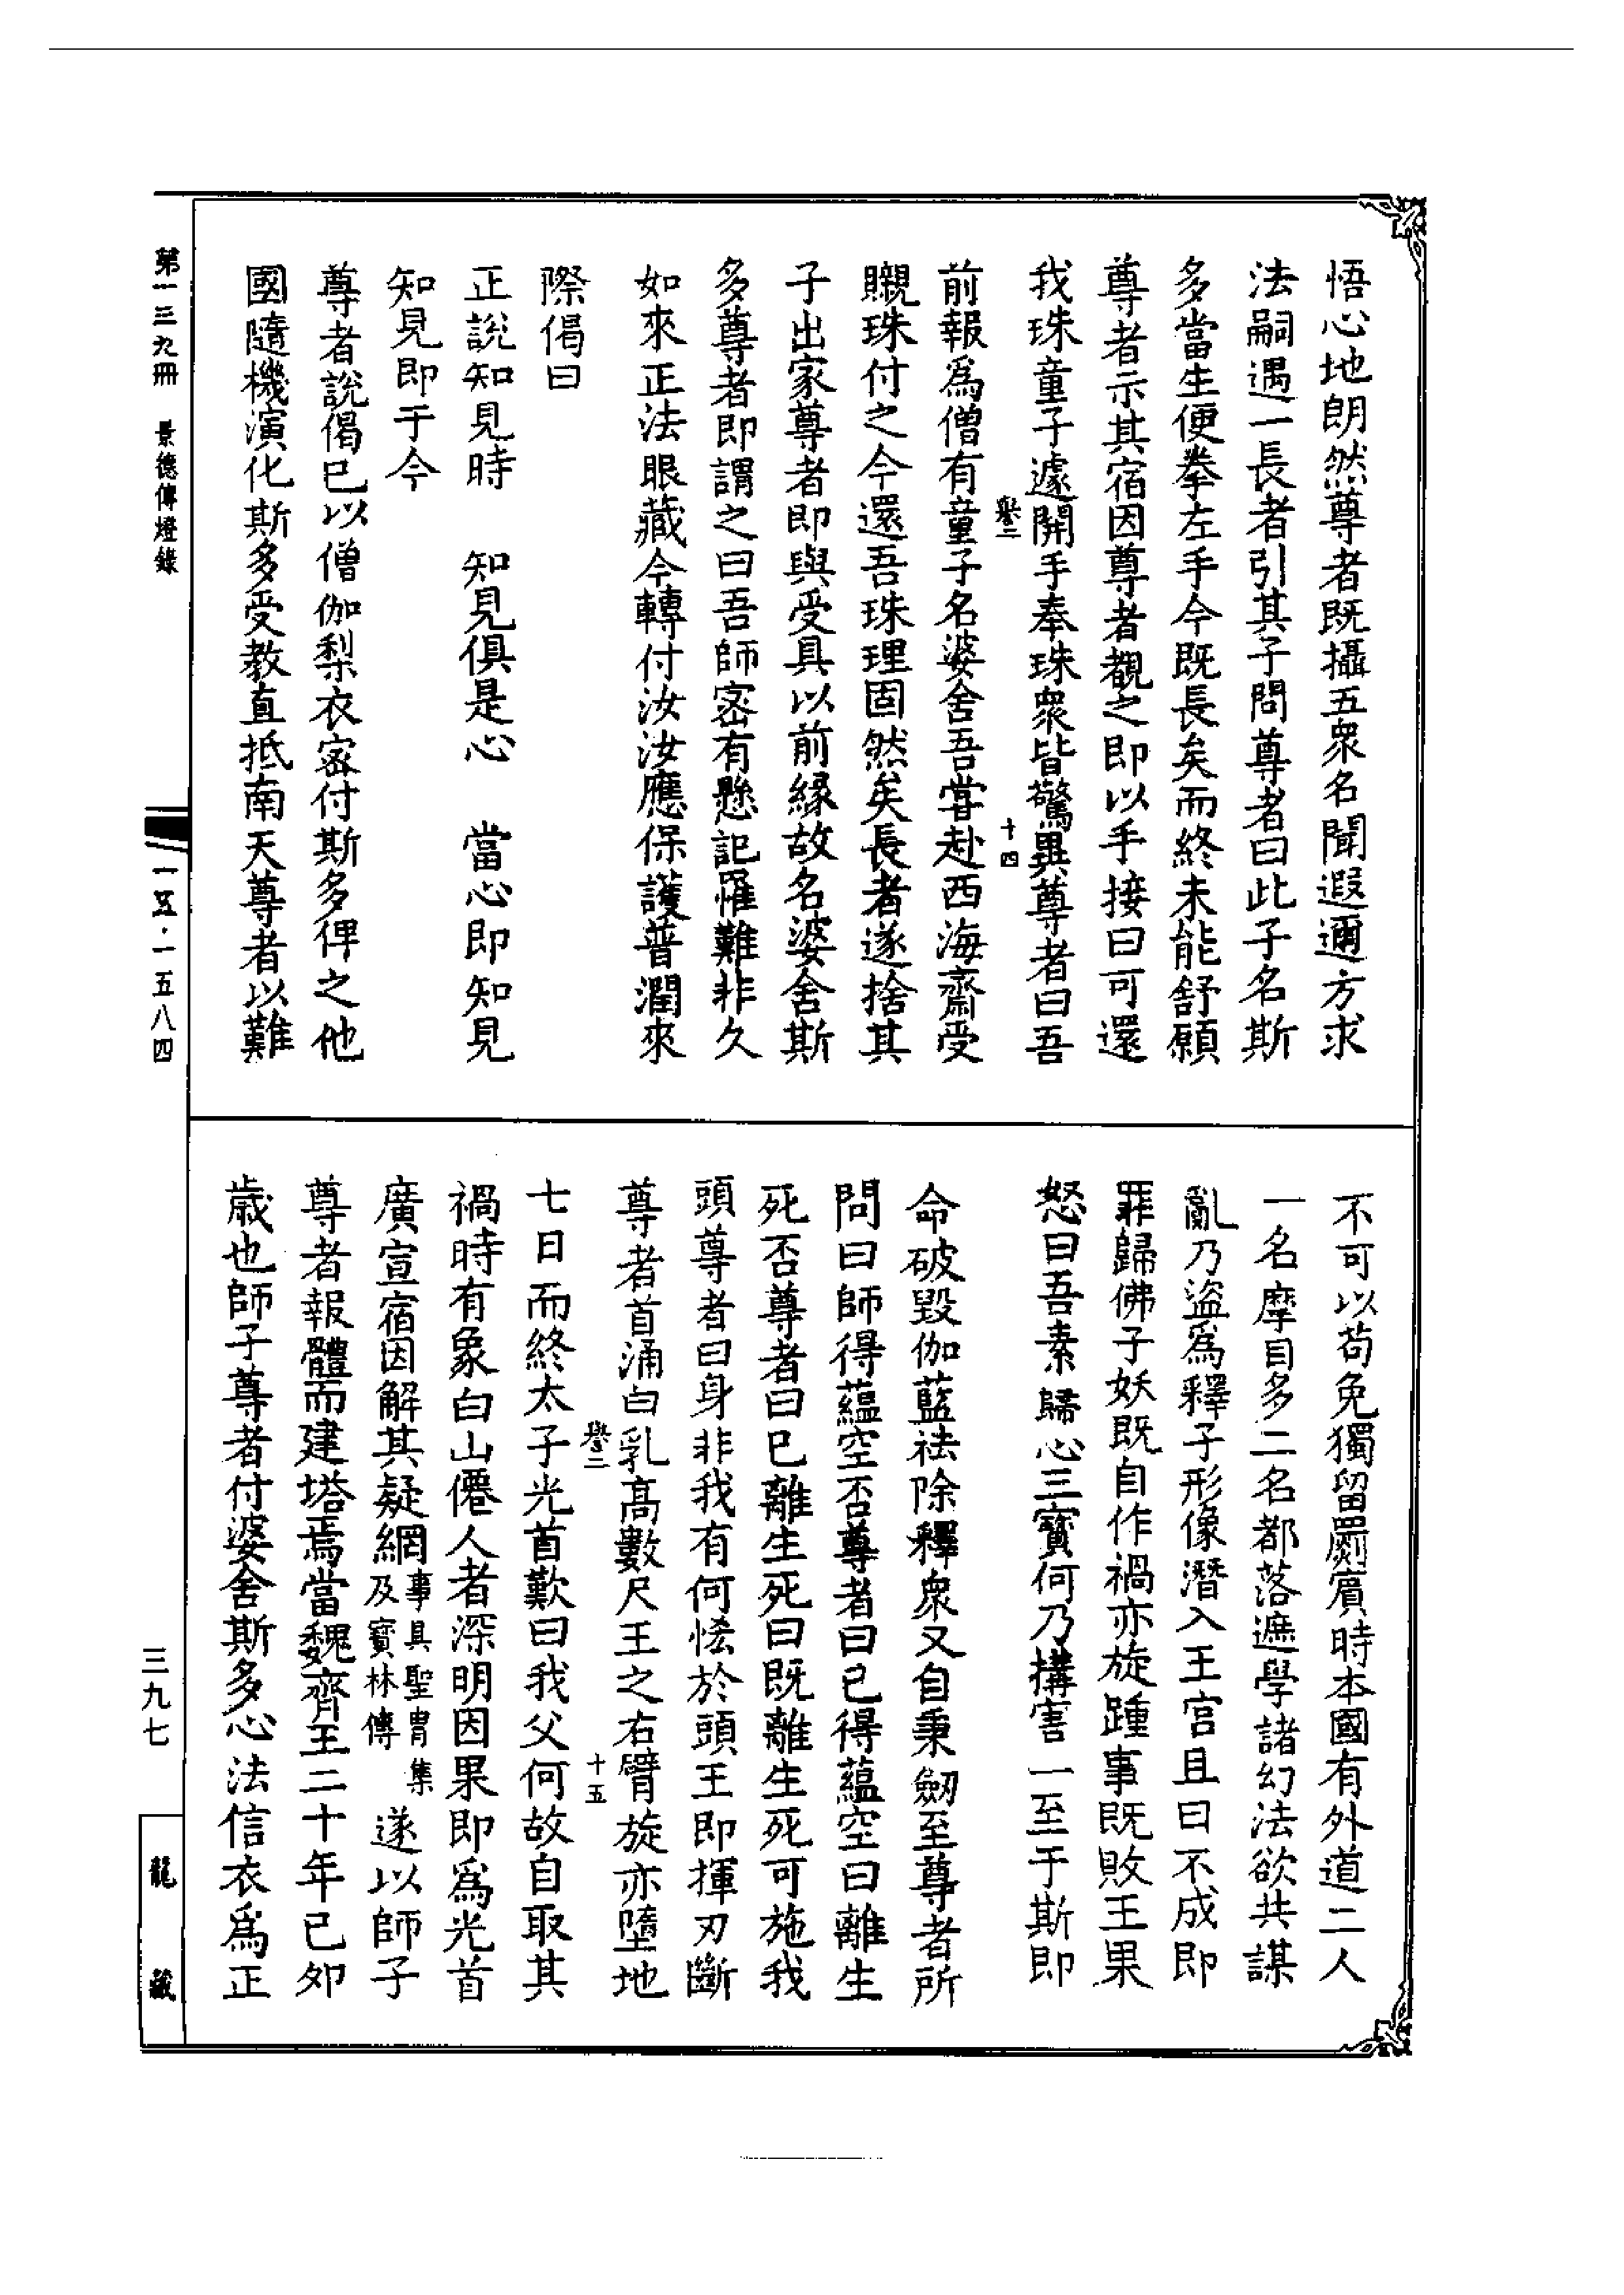 悟心地朗然尊者既攝五衆名聞遐邇方求
法嗣遇一長者引其子問尊者曰此子名斯
多當生便拳左手今既長矣而終未能舒願
尊者示其宿因尊者覩之即以手接曰可還
我珠童子遽開手奉珠衆皆驚異尊者曰吾
十四
前報爲僧有童子名婆舍吾嘗赴西海齋受
嚫珠付之今還吾珠理固然矣長者遂捨其
子出家尊者即與受具以前緣故名婆舍斯
多尊者即謂之曰吾師密有懸記罹難非久
如來正法眼藏今轉付汝汝應保護普潤來
際偈曰
正說知見時　知見俱是心　當心即知見
知見即于今
尊者說偈已以僧伽梨衣密付斯多俾之他
國隨機演化斯多受教直抵南天尊者以難
不可以苟免獨留罽賓時本國有外道二人
一名摩目多二名都落遮學諸幻法欲共謀
亂乃盜爲釋子形像潛入王宮且曰不成即
罪歸佛子妖既自作禍亦旋踵事既敗王果
怒曰吾素歸心三寶何乃搆害一至于斯即
命破毀伽藍祛除釋衆又自秉劒至尊者所
問曰師得蘊空否尊者曰已得蘊空曰離生
死否尊者曰已離生死曰既離生死可施我
頭尊者曰身非我有何恡於頭王即揮刃斷
尊者首涌白乳高數尺王之右臂旋亦墮地
十五
七日而終太子光首歎曰我父何故自取其
禍時有象白山僊人者深明因果即爲光首
廣宣宿因解其疑網事具聖胄集及寶林傳遂以師子
尊者報體而建塔焉當魏齊王二十年己夘
歲也師子尊者付婆舍斯多心法信衣爲正
第一三九冊　景德傳燈錄
一五·一五八四
三九七
龍藏